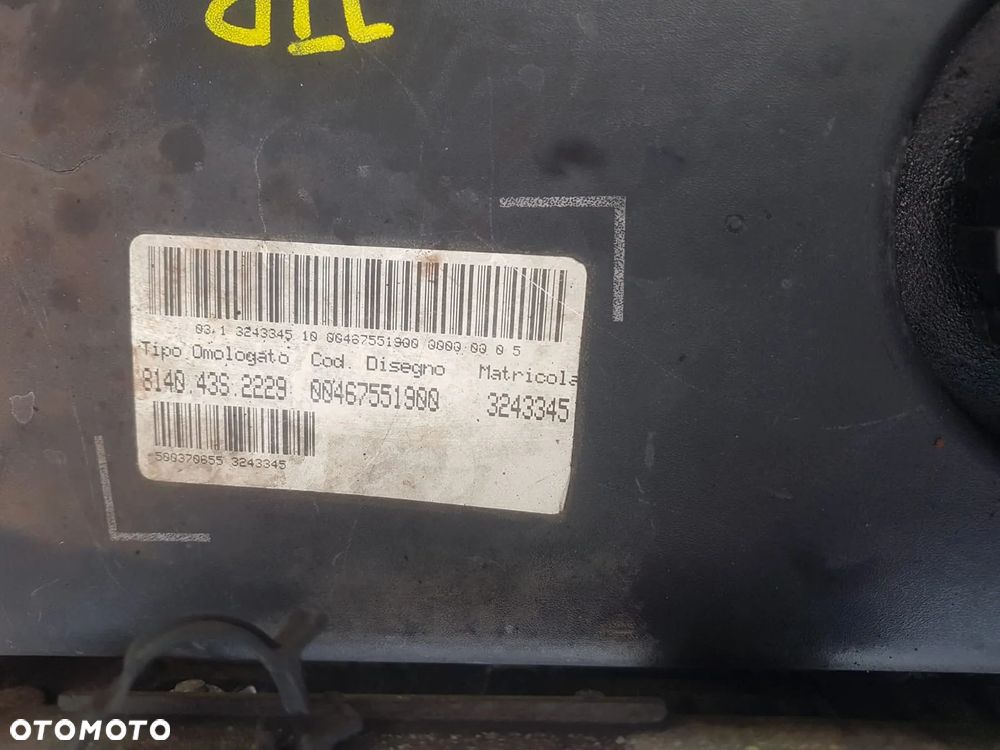 JTD
03.1 3243345 10 00467551900 0000 00 0 5
Tipo Omologato Cod. Disegno Matricola
8140 43S 2229 00467551900 3243345
500370655 3243345
OTOMOTO